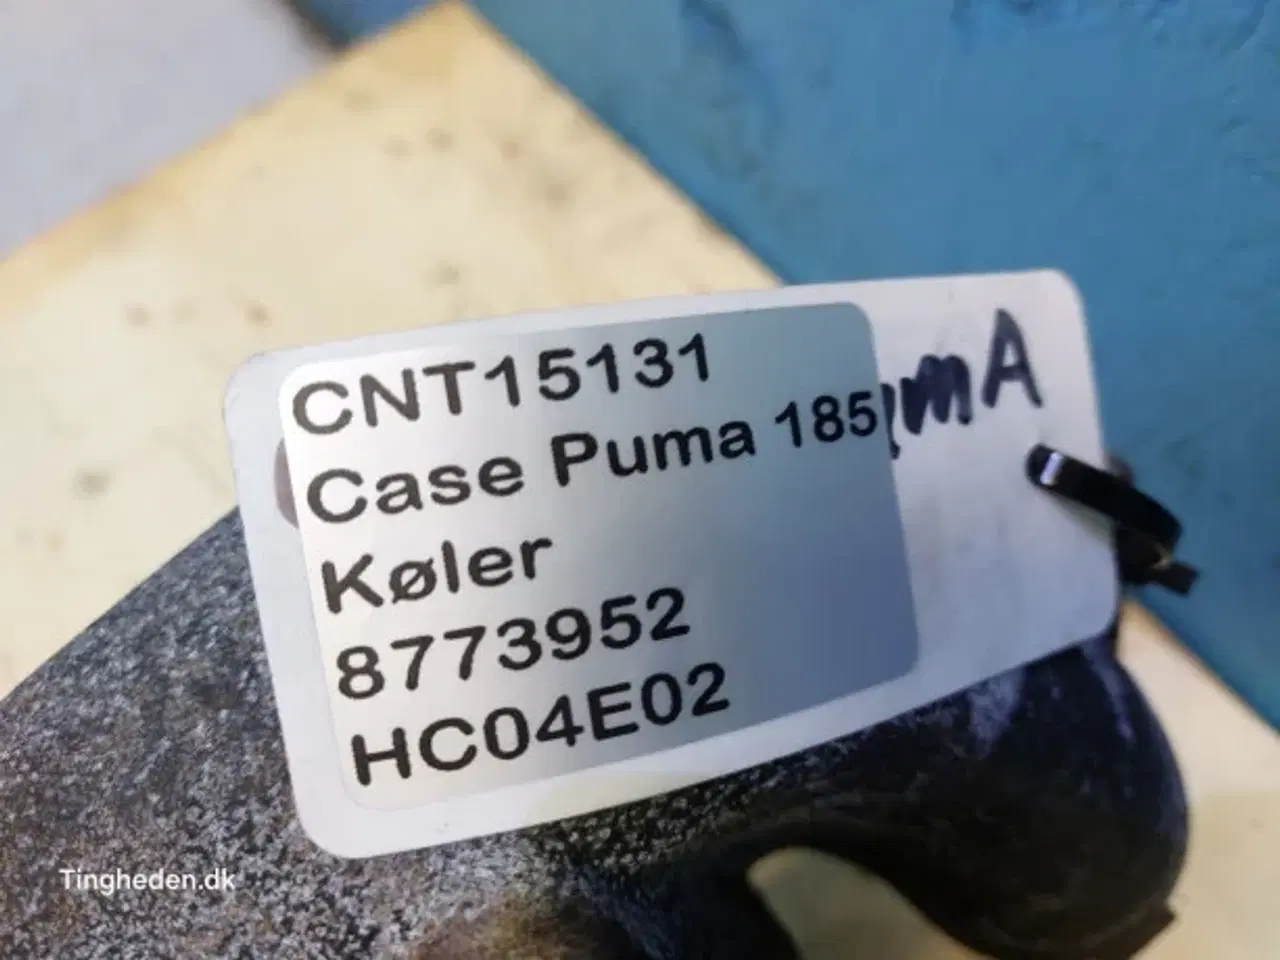 CNT15131
Case Puma 185
Køler
8773952
HC04E02
Tingheden.dk